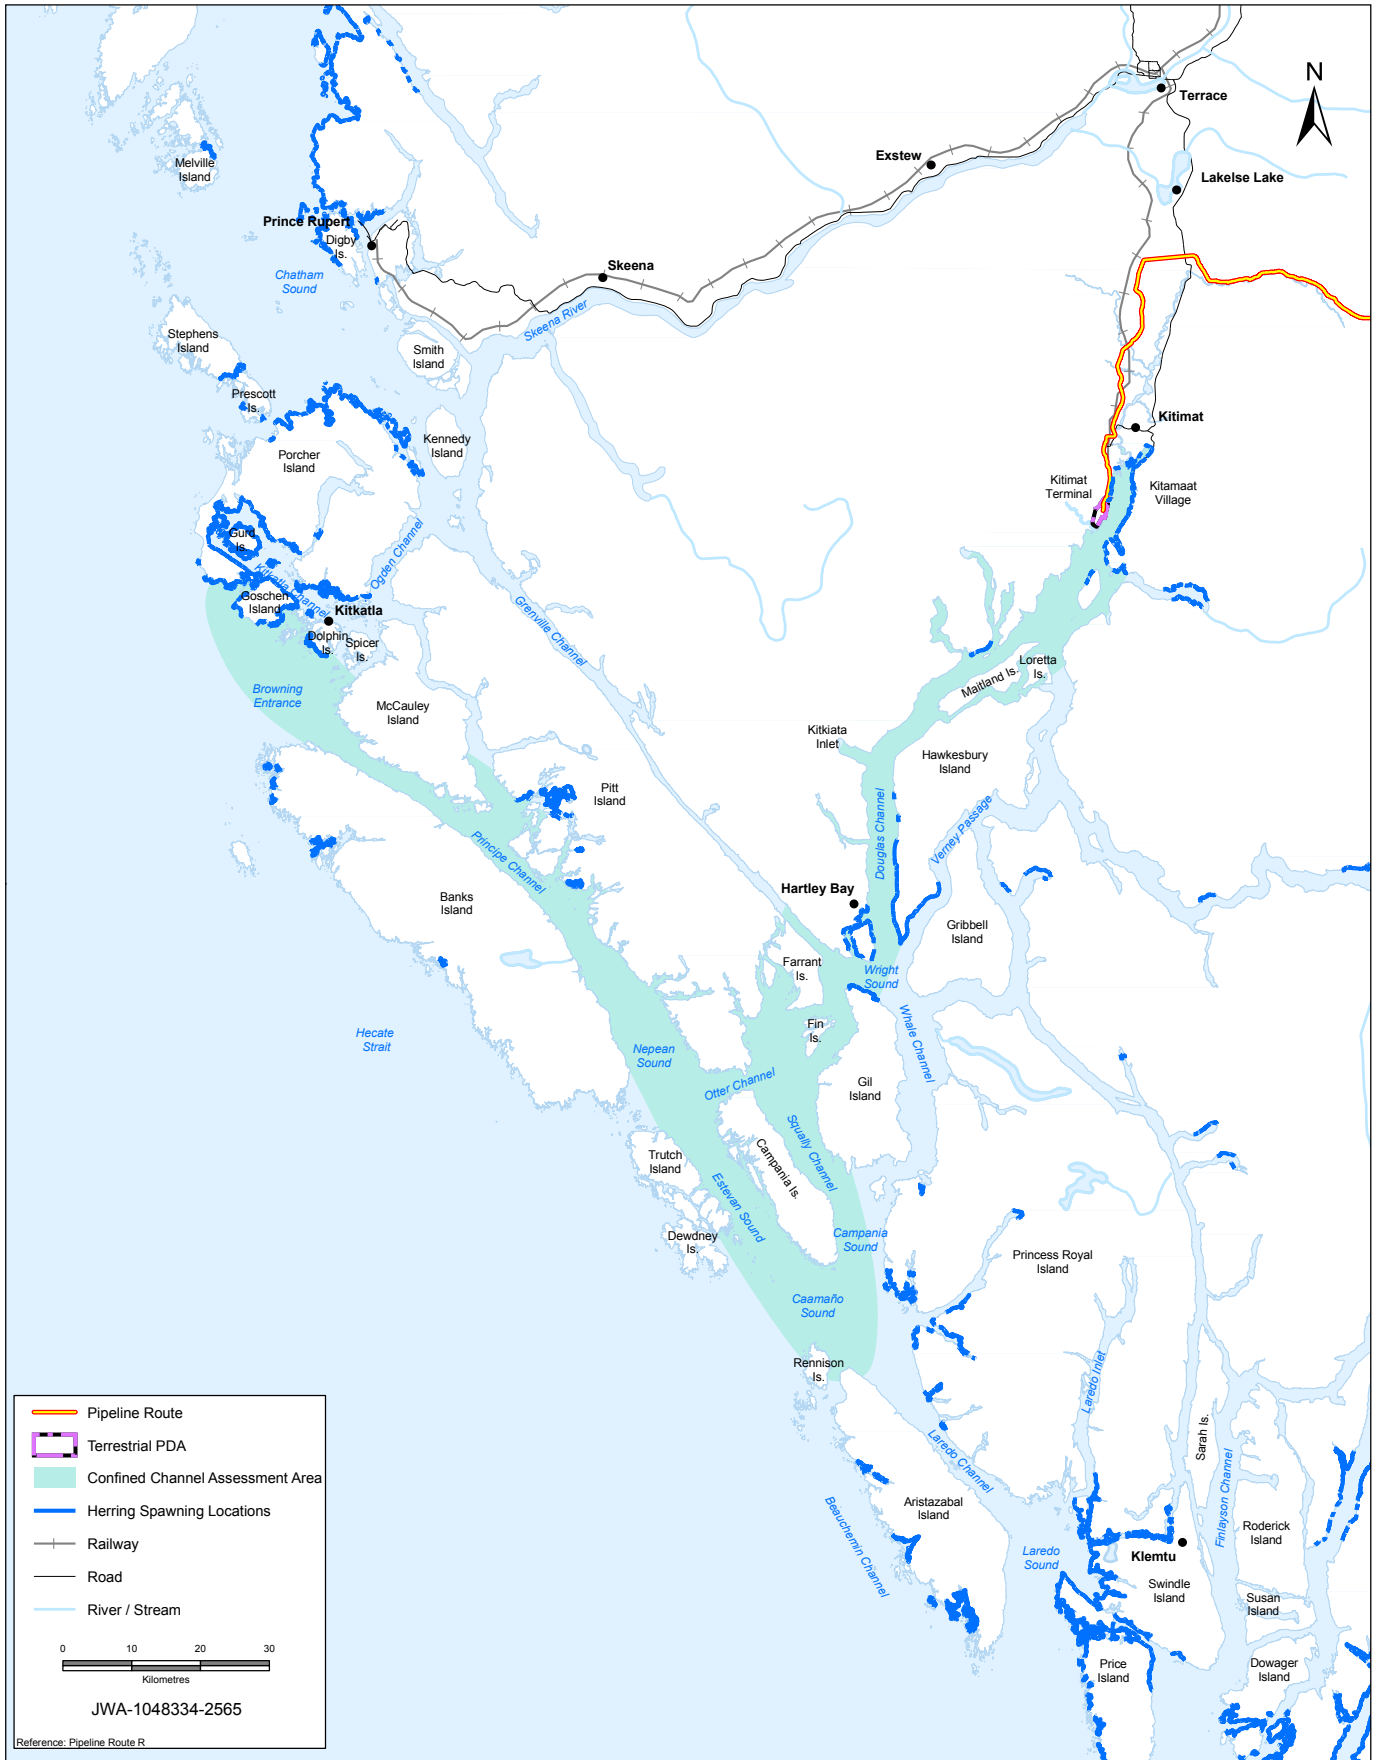 N
Terrace
Exstew
Lakelse Lake
Melville
Island
Prince Rupert
Digby
Is.
Chatham
Sound
Skeena
Skeena River
Stephens
Island
Smith
Island
Prescott
Is.
Kennedy
Island
Porcher
Island
Kitimat
Kitimat
Terminal
Kitamaat
Village
Gurd
Is.
Ogden Channel
Kitkatla Channel
Goschen
Island
Kitkatla
Dolphin
Is.
Spicer
Is.
Grenville Channel
Browning
Entrance
McCauley
Island
Maitland Is.
Loretta
Is.
Kitkiata
Inlet
Hawkesbury
Island
Pitt
Island
Principe Channel
Douglas Channel
Verney Passage
Banks
Island
Hartley Bay
Gribbell
Island
Farrant
Is.
Wright
Sound
Hecate
Strait
Fin
Is.
Whale Channel
Nepean
Sound
Otter Channel
Gil
Island
Squally Channel
Trutch
Island
Campania Is.
Estevan Sound
Dewdney
Is.
Campania
Sound
Princess Royal
Island
Caamaño
Sound
Rennison
Is.
Laredo Inlet
Laredo Channel
Sarah Is.
Finlayson Channel
Beauchemin Channel
Aristazabal
Island
Laredo
Sound
Klemtu
Roderick
Island
Swindle
Island
Susan
Island
Price
Island
Dowager
Island
Pipeline Route
Terrestrial PDA
Confined Channel Assessment Area
Herring Spawning Locations
Railway
Road
River / Stream
0 10 20 30
Kilometres
JWA-1048334-2565
Reference: Pipeline Route R